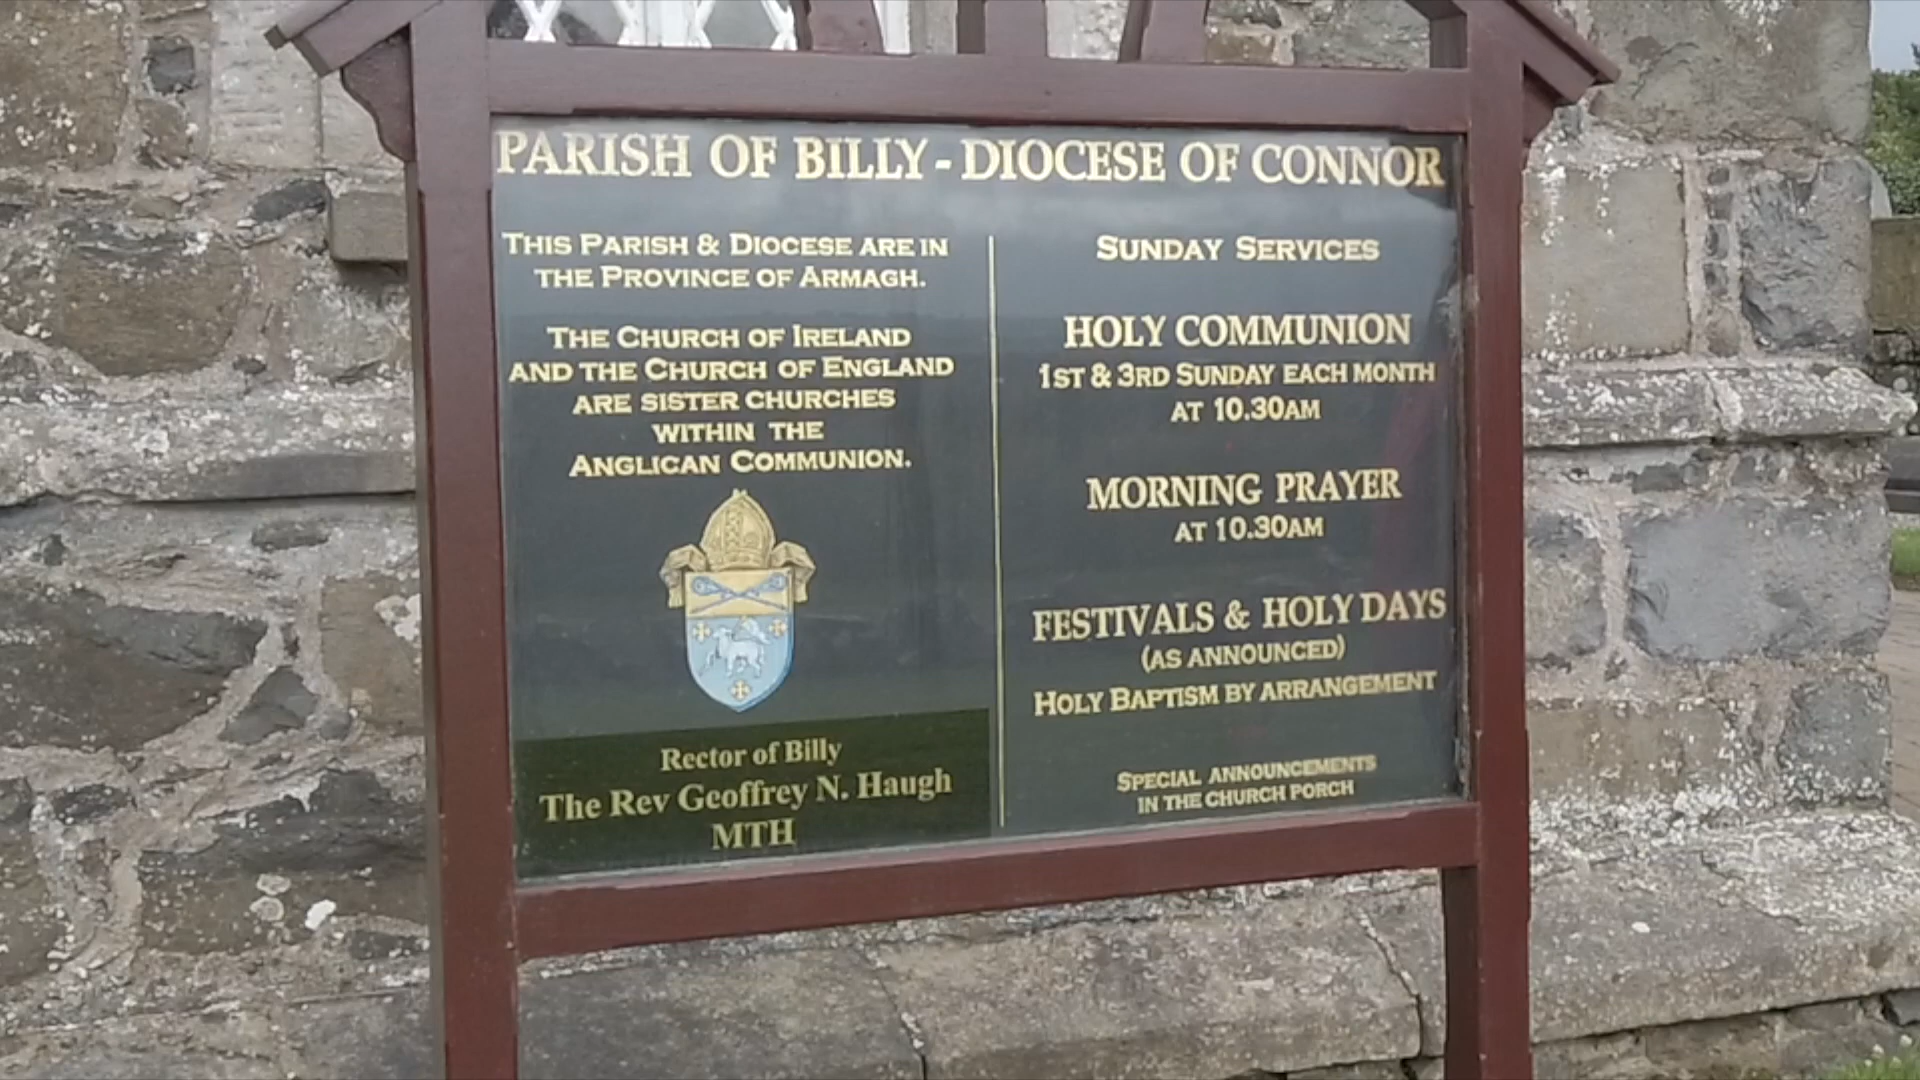 PARISH OF BILLY - DIOCESE OF CONNOR
THIS PARISH & DIOCESE ARE IN
THE PROVINCE OF ARMAGH.
THE CHURCH OF IRELAND
AND THE CHURCH OF ENGLAND
ARE SISTER CHURCHES
WITHIN THE
ANGLICAN COMMUNION.
Rector of Billy
The Rev Geoffrey N. Haugh
MTH
SUNDAY SERVICES
HOLY COMMUNION
1ST & 3RD SUNDAY EACH MONTH
AT 10.30AM
MORNING PRAYER
AT 10.30AM
FESTIVALS & HOLY DAYS
(AS ANNOUNCED)
HOLY BAPTISM BY ARRANGEMENT
SPECIAL ANNOUNCEMENTS
IN THE CHURCH PORCH